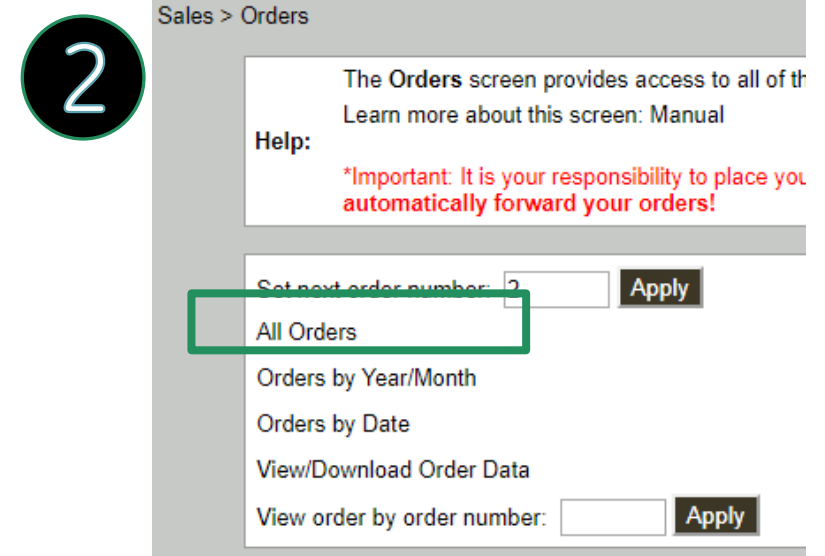 2
Sales > Orders
The Orders screen provides access to all of th
Learn more about this screen: Manual
Help:
*Important: It is your responsibility to place you
automatically forward your orders!
Set next order number: 2 Apply
All Orders
Orders by Year/Month
Orders by Date
View/Download Order Data
View order by order number: Apply